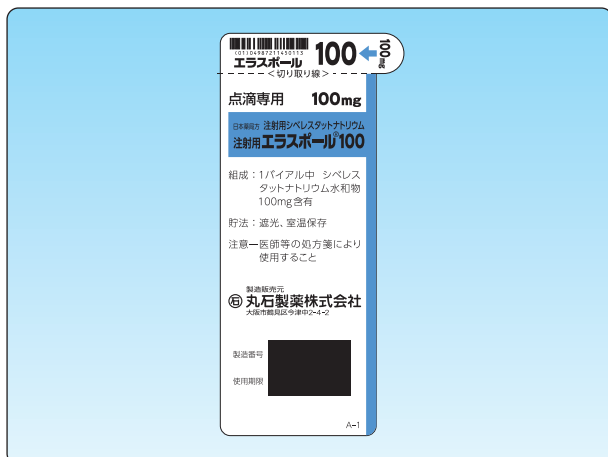 (01)04987211450113
エラスポール 100 100mg
<切り取り線>
点滴専用 100mg
日本薬局方 注射用シベレスタットナトリウム
注射用エラスポール®100
組成：1バイアル中 シベレス
タットナトリウム水和物
100mg含有
貯法：遮光、室温保存
注意―医師等の処方箋により
使用すること
製造販売元
石 丸石製薬株式会社
大阪市鶴見区今津中2-4-2
製造番号
使用期限
A-1